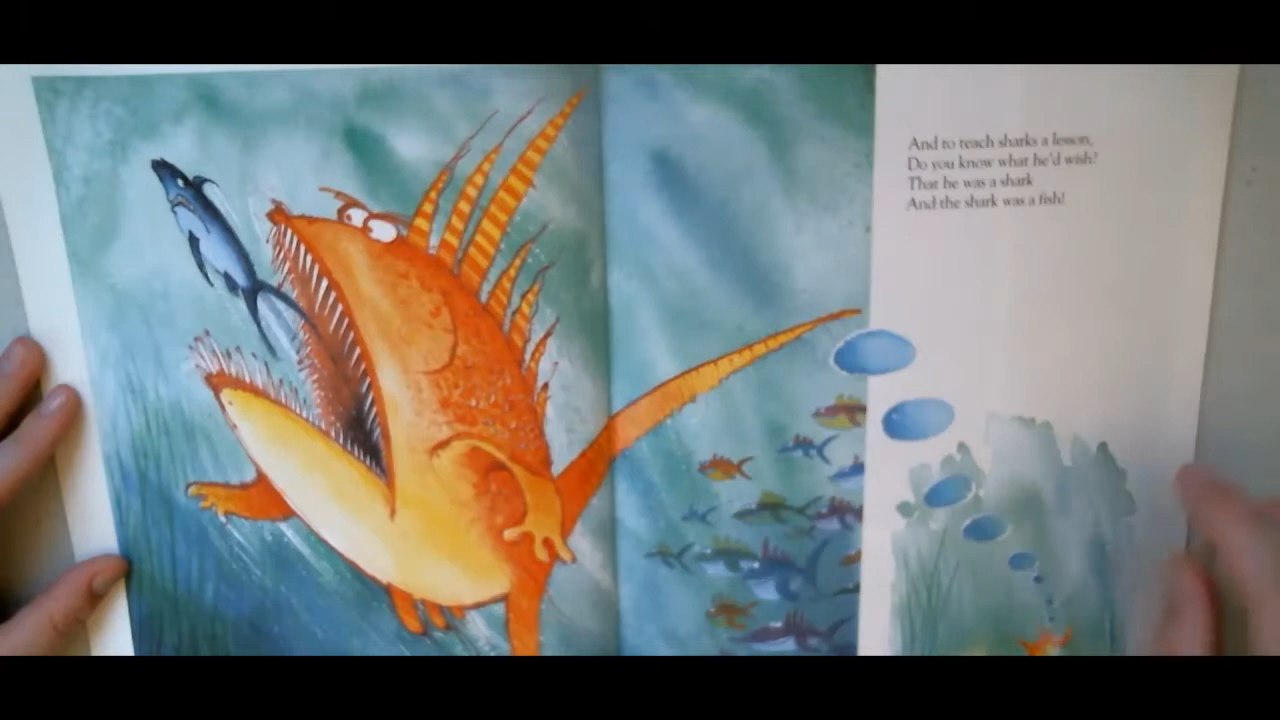 And to teach sharks a lesson,
Do you know what he'd wish?
That he was a shark
And the shark was a fish!